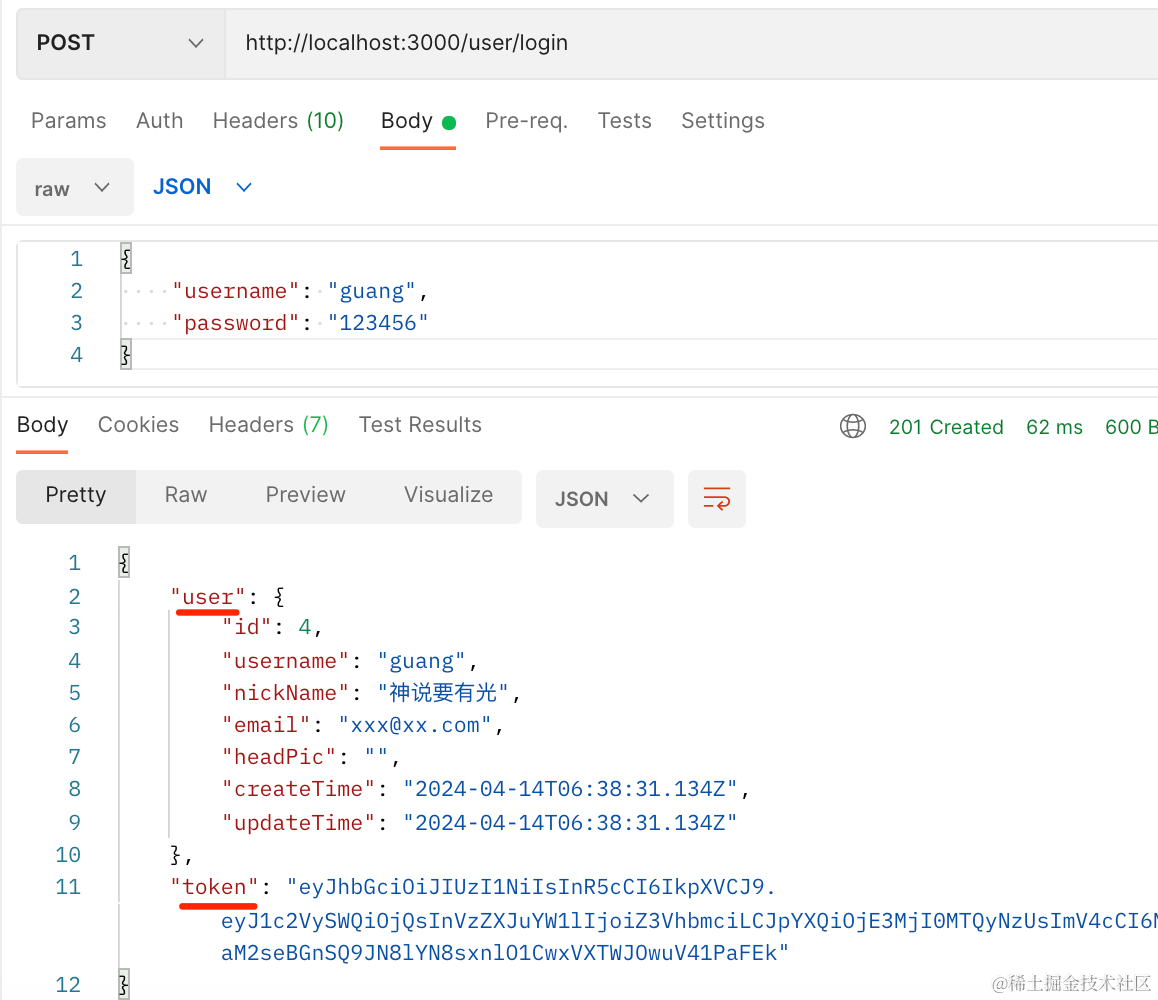 POST http://localhost:3000/user/login
Params Auth Headers (10) Body Pre-req. Tests Settings
raw JSON
1 {
2 "username": "guang",
3 "password": "123456"
4 }
Body Cookies Headers (7) Test Results 201 Created 62 ms 600 B
Pretty Raw Preview Visualize JSON
1 {
2 "user": {
3 "id": 4,
4 "username": "guang",
5 "nickName": "神说要有光",
6 "email": "xxx@xx.com",
7 "headPic": "",
8 "createTime": "2024-04-14T06:38:31.134Z",
9 "updateTime": "2024-04-14T06:38:31.134Z"
10 },
11 "token": "eyJhbGciOiJIUzI1NiIsInR5cCI6IkpXVCJ9.
eyJ1c2VySWQiOjQsInVzZXJuYW1lIjoiZ3VhbmciLCJpYXQiOjE3MjI0MTQyNzUsImV4cCI6M
aM2seBGnSQ9JN8lYN8sxnlO1CwxVXTWJOwuV41PaFEk"
12 }
@稀土掘金技术社区